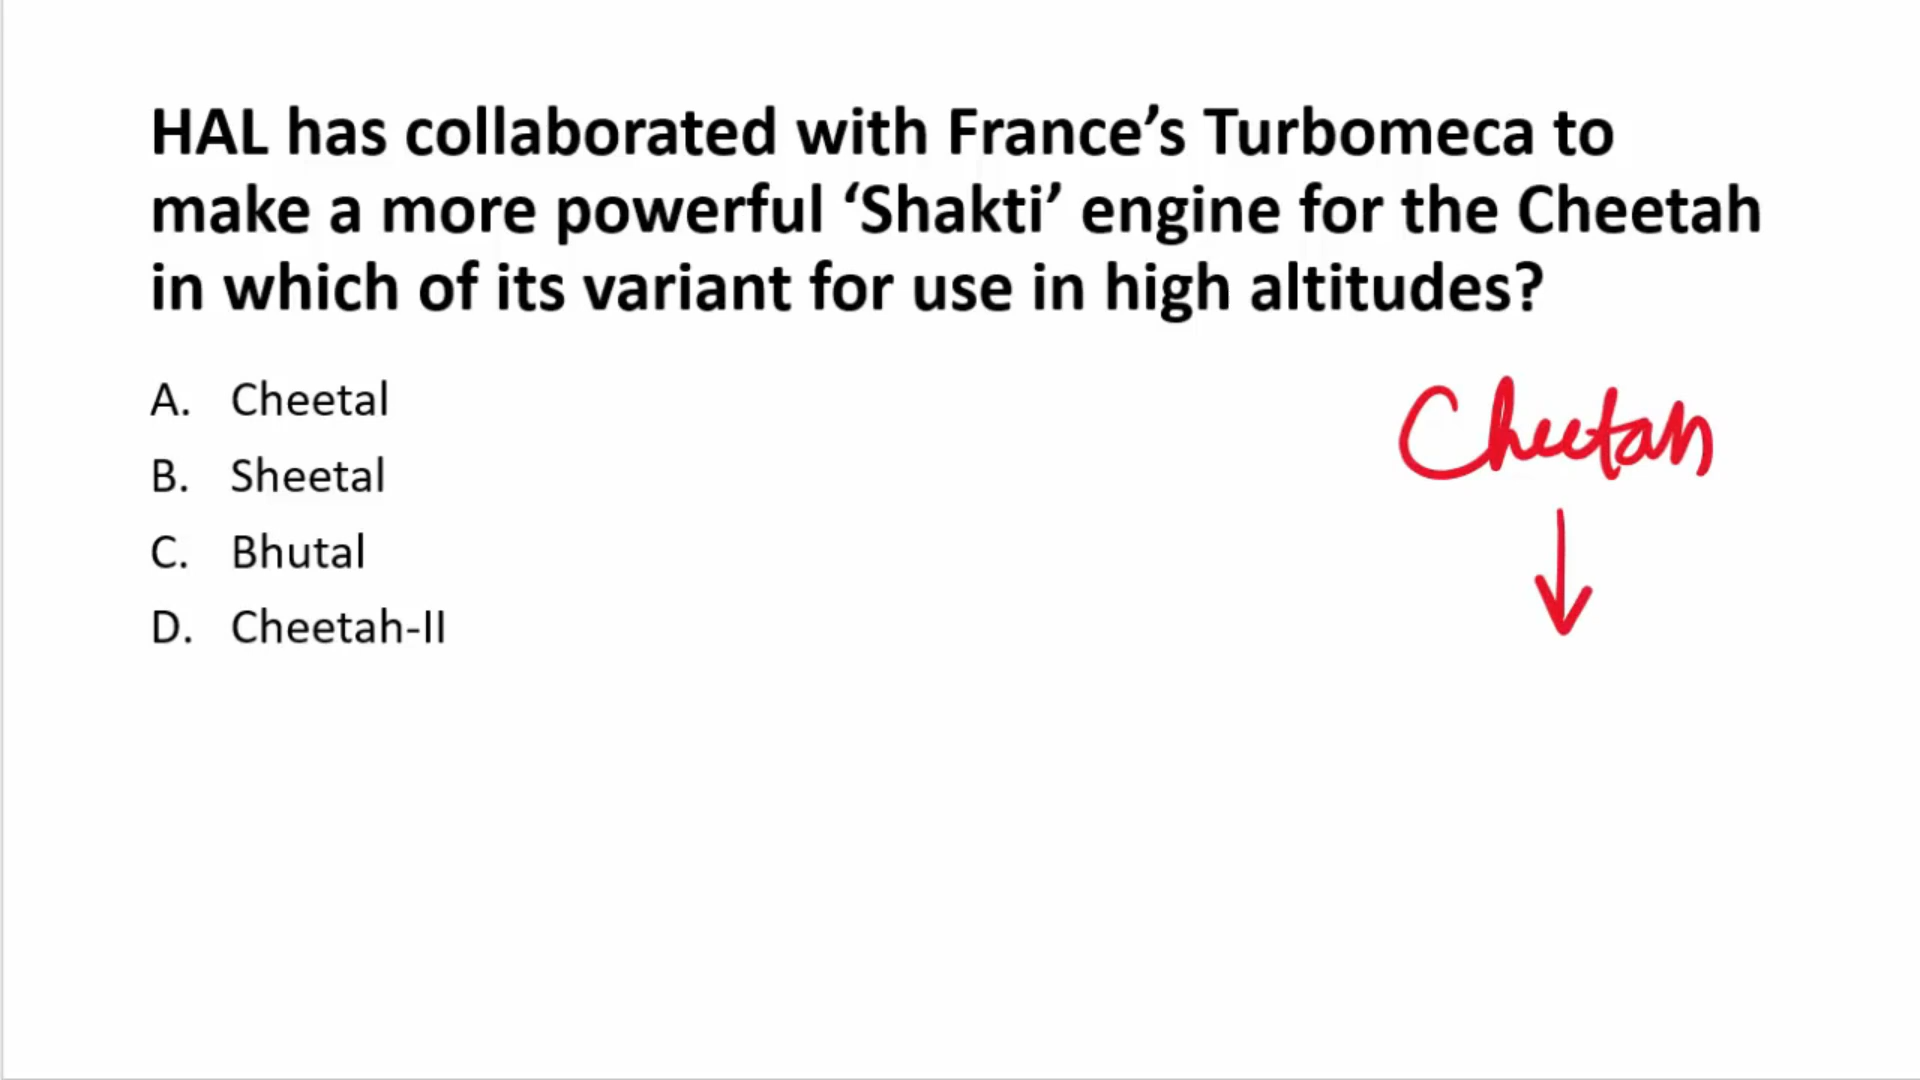 HAL has collaborated with France’s Turbomeca to
make a more powerful ‘Shakti’ engine for the Cheetah
in which of its variant for use in high altitudes?
A. Cheetal
B. Sheetal
C. Bhutal
D. Cheetah-II
Cheetah